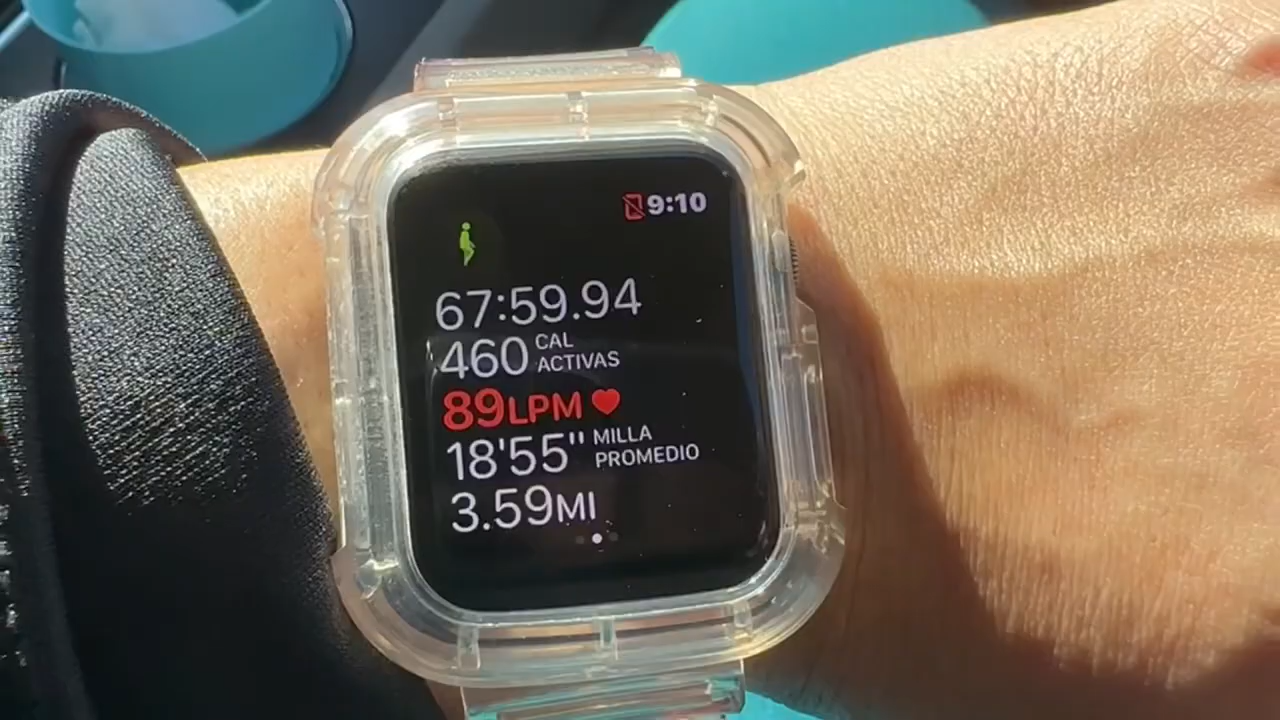 9:10
67:59.94
460 CAL ACTIVAS
89LPM
18'55" MILLA PROMEDIO
3.59MI